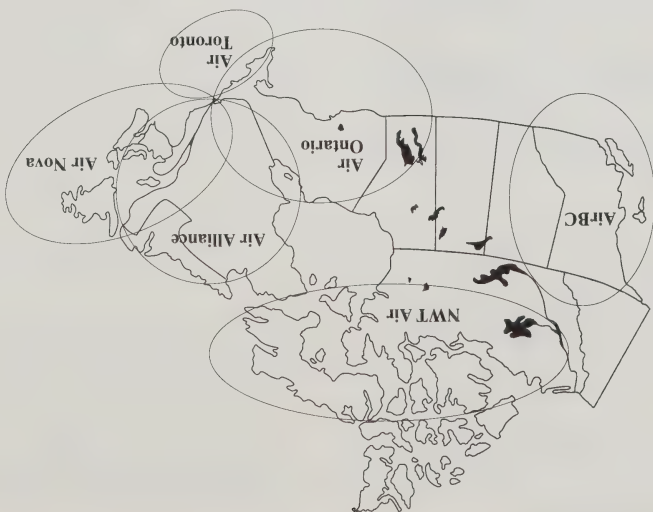 NWT Air
Air Alliance
AirBC
Air Nova
Air
Ontario
Air
Toronto